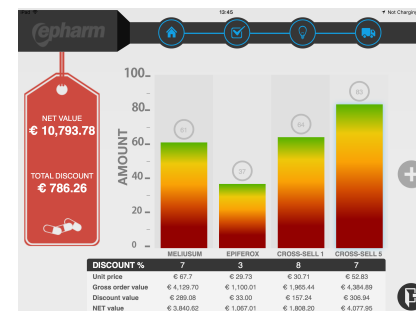 12:45
Not Charging
epharm
NET VALUE
€ 10,793.78
TOTAL DISCOUNT
€ 786.26
AMOUNT
100
80
60
40
20
0
61
37
64
83
MELIUSUM EPIFEROX CROSS-SELL 1 CROSS-SELL 5
DISCOUNT % 7 3 8 7
Unit price € 67.7 € 29.73 € 30.71 € 52.83
Gross order value € 4,129.70 € 1,100.01 € 1,965.44 € 4,384.89
Discount value € 289.08 € 33.00 € 157.24 € 306.94
NET value € 3,840.62 € 1,067.01 € 1,808.20 € 4,077.95